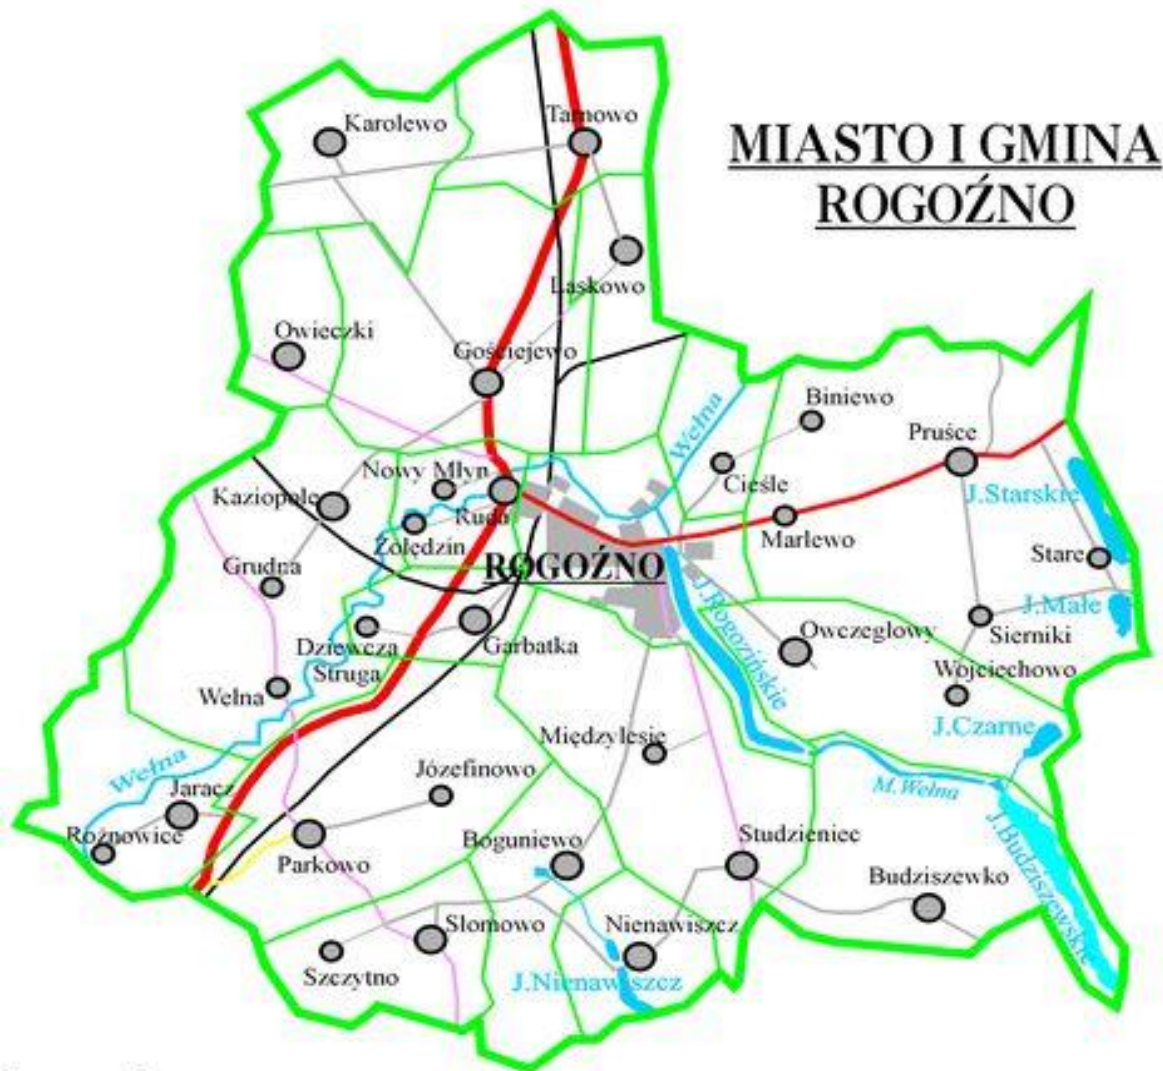 MIASTO I GMINA
ROGOŹNO
Karolewo
Tarnowo
Laskowo
Owieczki
Gościejewo
Wełna
Biniewo
Pruśce
Nowy Młyn
Cieśle
Kaziopole
Ruda
J.Starskie
Żołędzin
Marlewo
Grudna
ROGOŹNO
Stare
J.Rogozińskie
J.Małe
Dziewcza
Struga
Garbatka
Owczegłowy
Sierniki
Wojciechowo
Wełna
Międzylesie
J.Czarne
Wełna
Józefinowo
M.Wełna
Jaracz
Rożnowice
Parkowo
Boguniewo
Studzieniec
J.Budziszewskie
Budziszewko
Słomowo
Nienawiszcz
Szczytno
J.Nienawiszcz